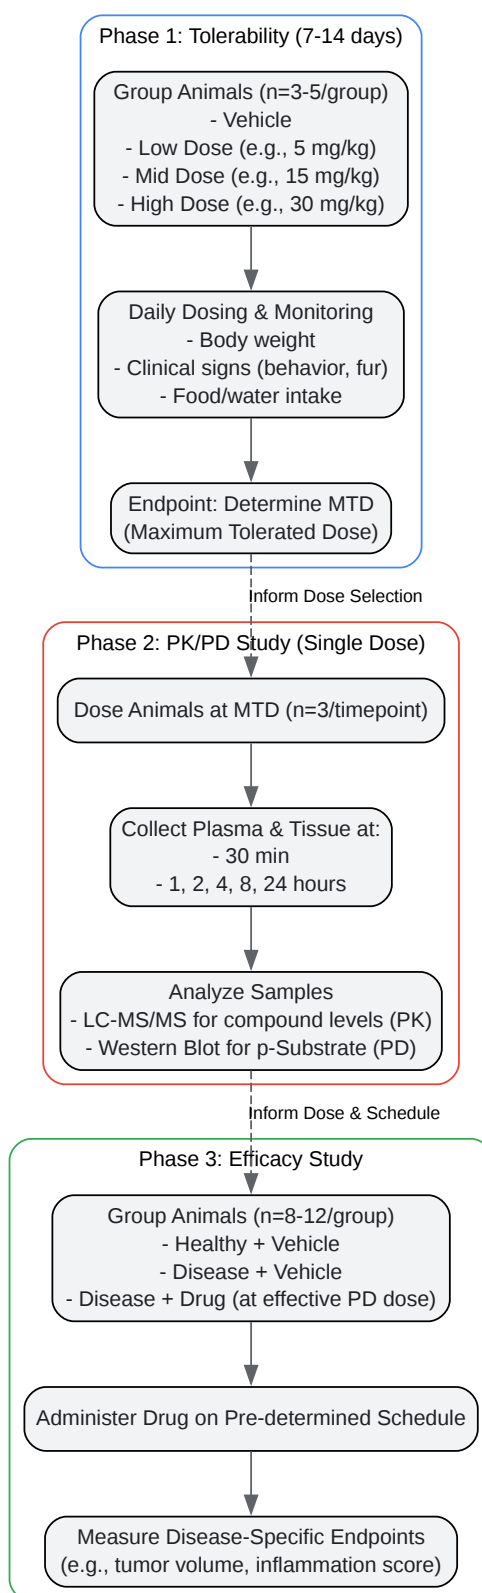 Phase 1: Tolerability (7-14 days)
Group Animals (n=3-5/group)
- Vehicle
- Low Dose (e.g., 5 mg/kg)
- Mid Dose (e.g., 15 mg/kg)
- High Dose (e.g., 30 mg/kg)
Daily Dosing & Monitoring
- Body weight
- Clinical signs (behavior, fur)
- Food/water intake
Endpoint: Determine MTD
(Maximum Tolerated Dose)
Inform Dose Selection
Phase 2: PK/PD Study (Single Dose)
Dose Animals at MTD (n=3/timepoint)
Collect Plasma & Tissue at:
- 30 min
- 1, 2, 4, 8, 24 hours
Analyze Samples
- LC-MS/MS for compound levels (PK)
- Western Blot for p-Substrate (PD)
Inform Dose & Schedule
Phase 3: Efficacy Study
Group Animals (n=8-12/group)
- Healthy + Vehicle
- Disease + Vehicle
- Disease + Drug (at effective PD dose)
Administer Drug on Pre-determined Schedule
Measure Disease-Specific Endpoints
(e.g., tumor volume, inflammation score)